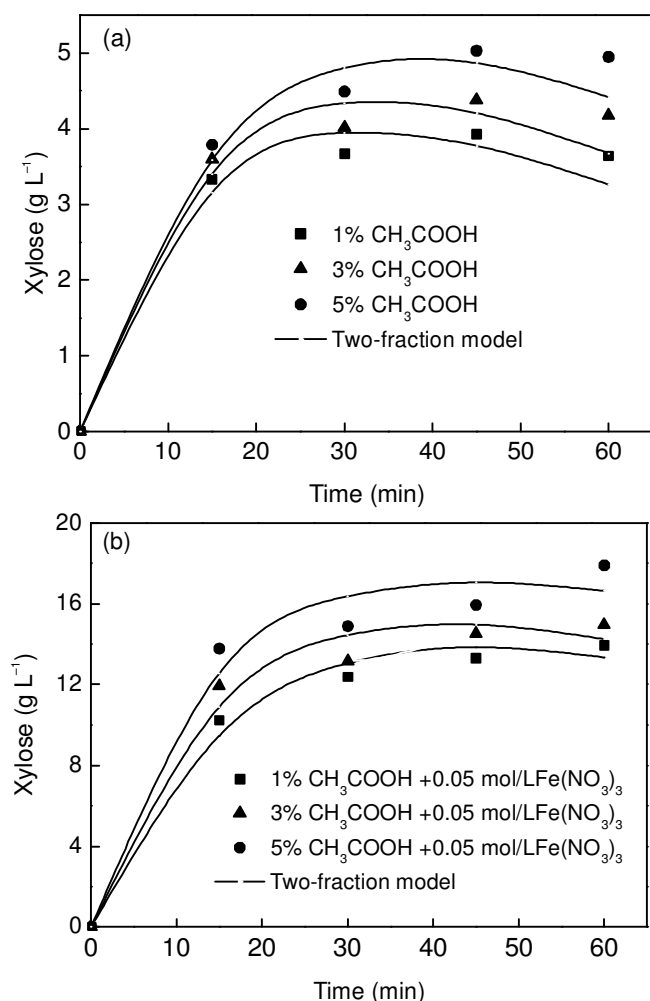 (a)
5
4
3
2
1
0
Xylose (g L⁻¹)
1% CH₃COOH
3% CH₃COOH
5% CH₃COOH
Two-fraction model
0 10 20 30 40 50 60
Time (min)
(b)
20
16
12
8
4
0
Xylose (g L⁻¹)
1% CH₃COOH +0.05 mol/LFe(NO₃)₃
3% CH₃COOH +0.05 mol/LFe(NO₃)₃
5% CH₃COOH +0.05 mol/LFe(NO₃)₃
Two-fraction model
0 10 20 30 40 50 60
Time (min)